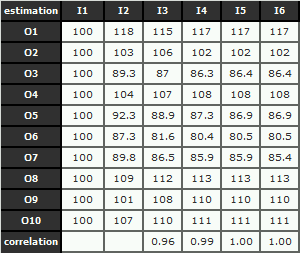 estimation I1 I2 I3 I4 I5 I6
O1 100 118 115 117 117 117
O2 100 103 106 102 102 102
O3 100 89.3 87 86.3 86.4 86.4
O4 100 104 107 108 108 108
O5 100 92.3 88.9 87.3 86.9 86.9
O6 100 87.3 81.6 80.4 80.5 80.5
O7 100 89.8 86.5 85.9 85.9 85.4
O8 100 109 112 113 113 113
O9 100 101 108 110 110 110
O10 100 107 110 111 111 111
correlation 0.96 0.99 1.00 1.00